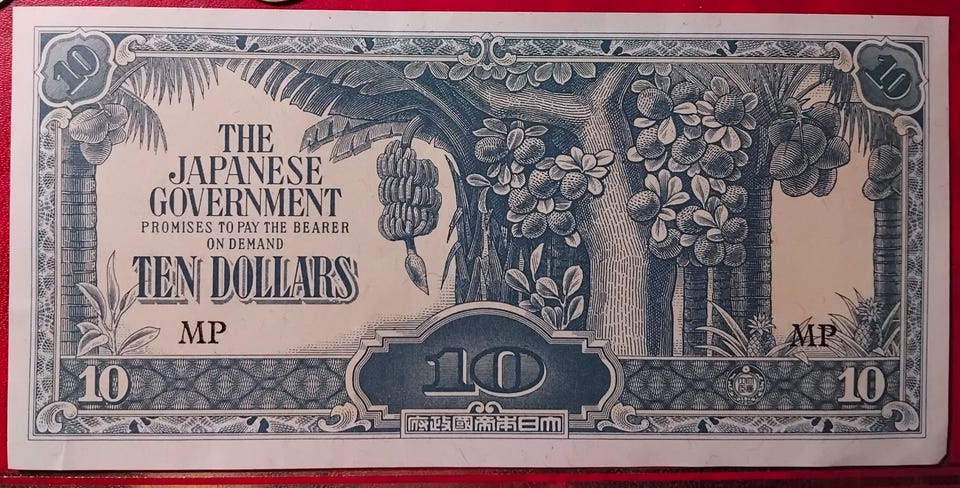 10
10
THE
JAPANESE
GOVERNMENT
PROMISES TO PAY THE BEARER
ON DEMAND
TEN DOLLARS
MP
MP
10
10
10
大日本帝國政府